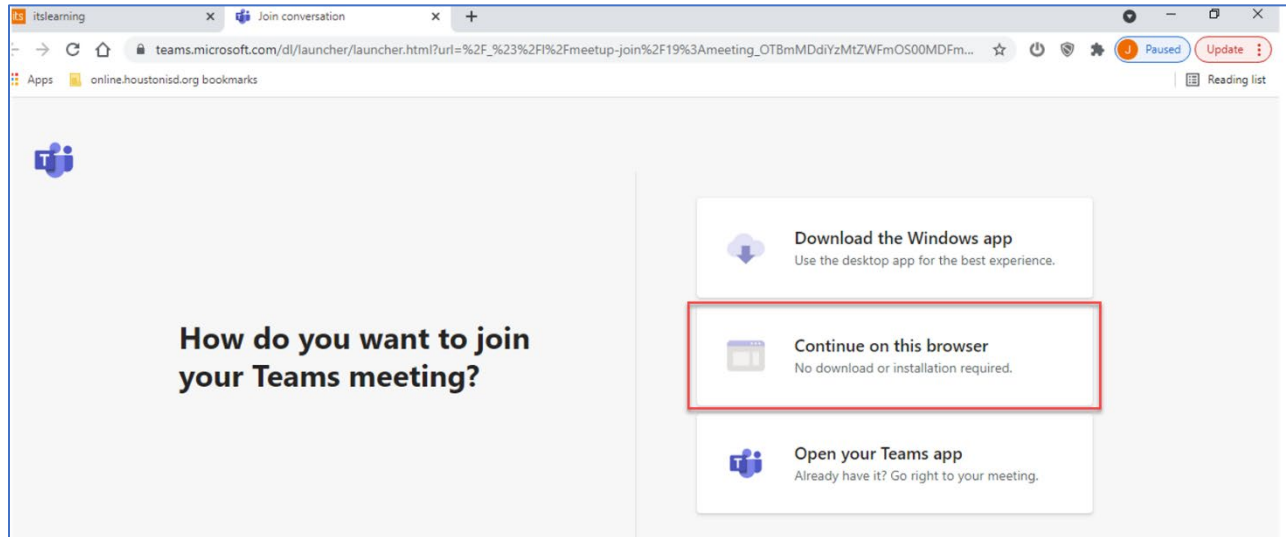 its itslearning
Join conversation
teams.microsoft.com/dl/launcher/launcher.html?url=%2F_%23%2Fl%2Fmeetup-join%2F19%3Ameeting_OTBmMDdiYzMtZWFmOS00MDFm...
J Paused
Update
Apps
online.houstonisd.org bookmarks
Reading list
T
How do you want to join
your Teams meeting?
Download the Windows app
Use the desktop app for the best experience.
Continue on this browser
No download or installation required.
T
Open your Teams app
Already have it? Go right to your meeting.